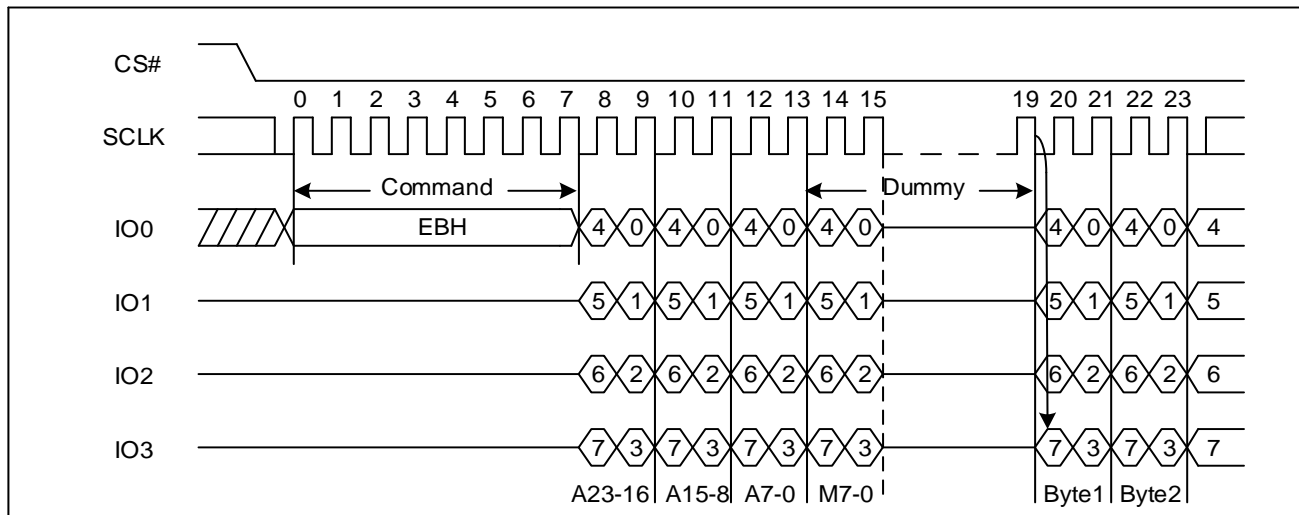 CS#
0 1 2 3 4 5 6 7 8 9 10 11 12 13 14 15 19 20 21 22 23
SCLK
Command Dummy
IO0 EBH 4 0 4 0 4 0 4 0 4 0 4 0 4
IO1 5 1 5 1 5 1 5 1 5 1 5 1 5
IO2 6 2 6 2 6 2 6 2 6 2 6 2 6
IO3 7 3 7 3 7 3 7 3 7 3 7 3 7
A23-16 A15-8 A7-0 M7-0 Byte1 Byte2